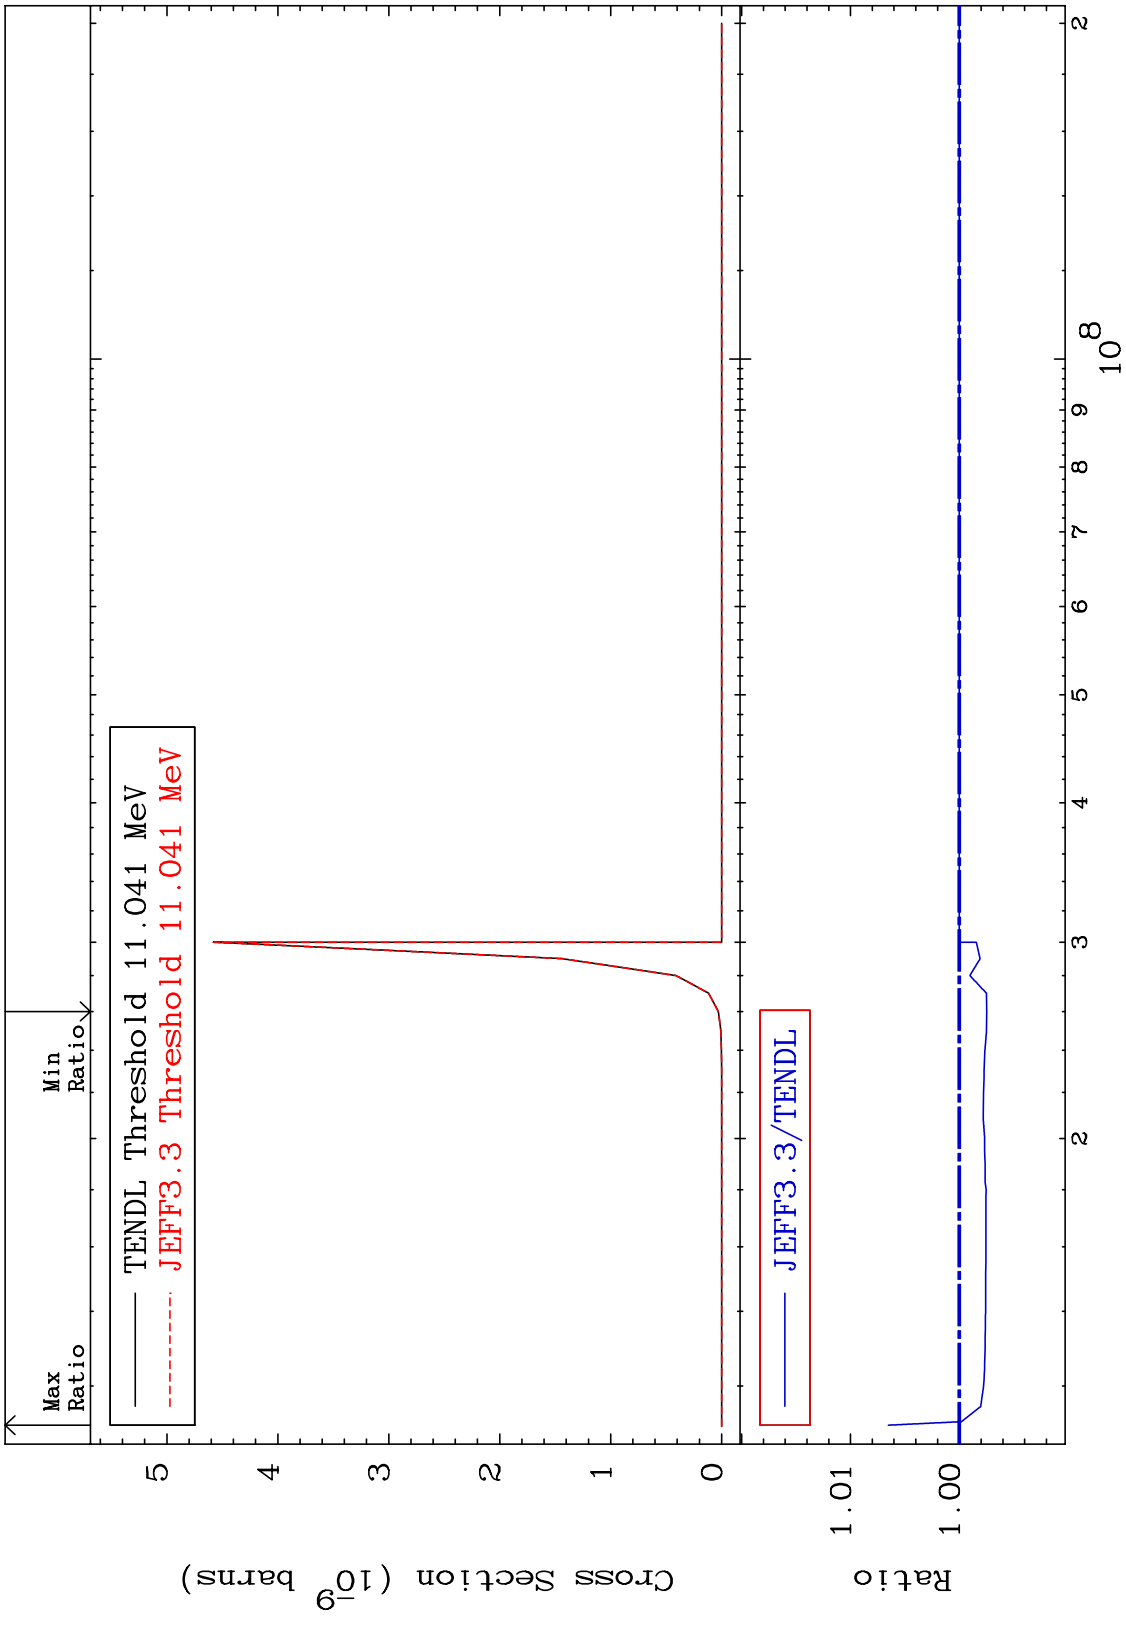 Max
Ratio
Min
Ratio
TENDL Threshold 11.041 MeV
JEFF3.3 Threshold 11.041 MeV
Cross Section (10⁻⁹ barns)
5
4
3
2
1
0
JEFF3.3/TENDL
Ratio
1.01
1.00
2
3
4
5
6
7
8
9
10⁸
2